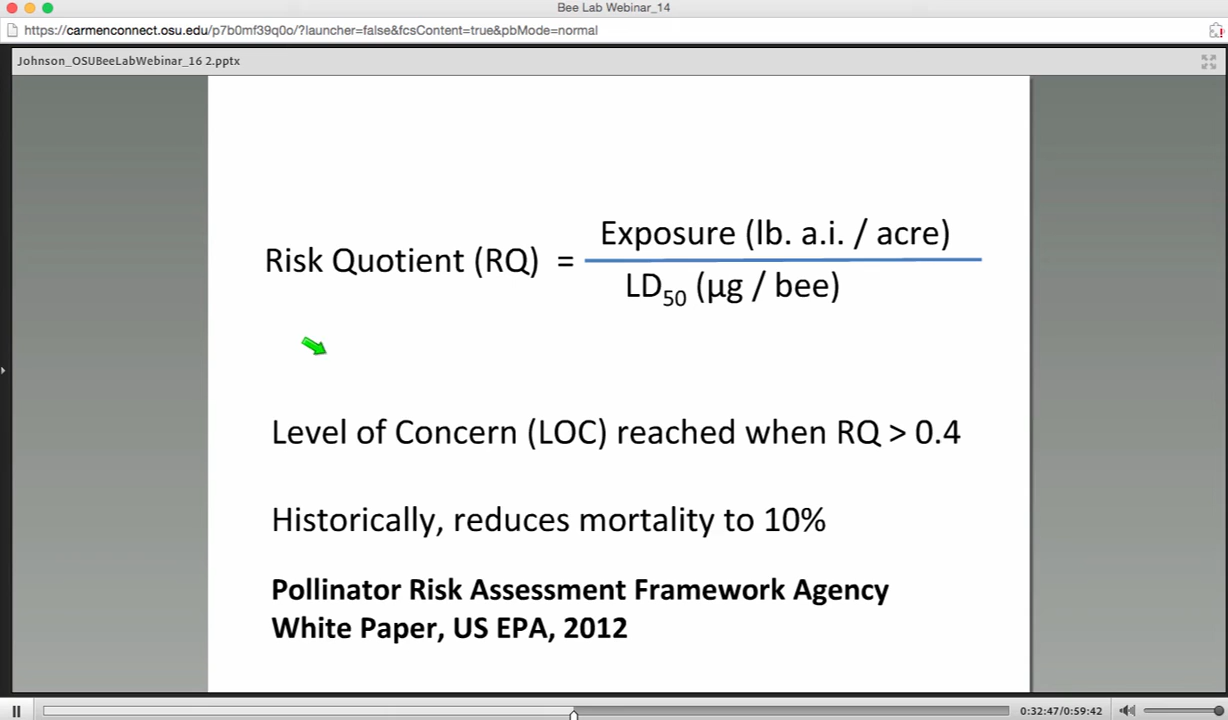 Bee Lab Webinar_14
https://carmenconnect.osu.edu/p7b0mf39q0o/?launcher=false&fcsContent=true&pbMode=normal
Johnson_OSUBeeLabWebinar_16 2.pptx
Exposure (lb. a.i. / acre)
Risk Quotient (RQ) =
LD50 (µg / bee)
Level of Concern (LOC) reached when RQ > 0.4
Historically, reduces mortality to 10%
Pollinator Risk Assessment Framework Agency
White Paper, US EPA, 2012
0:32:47/0:59:42